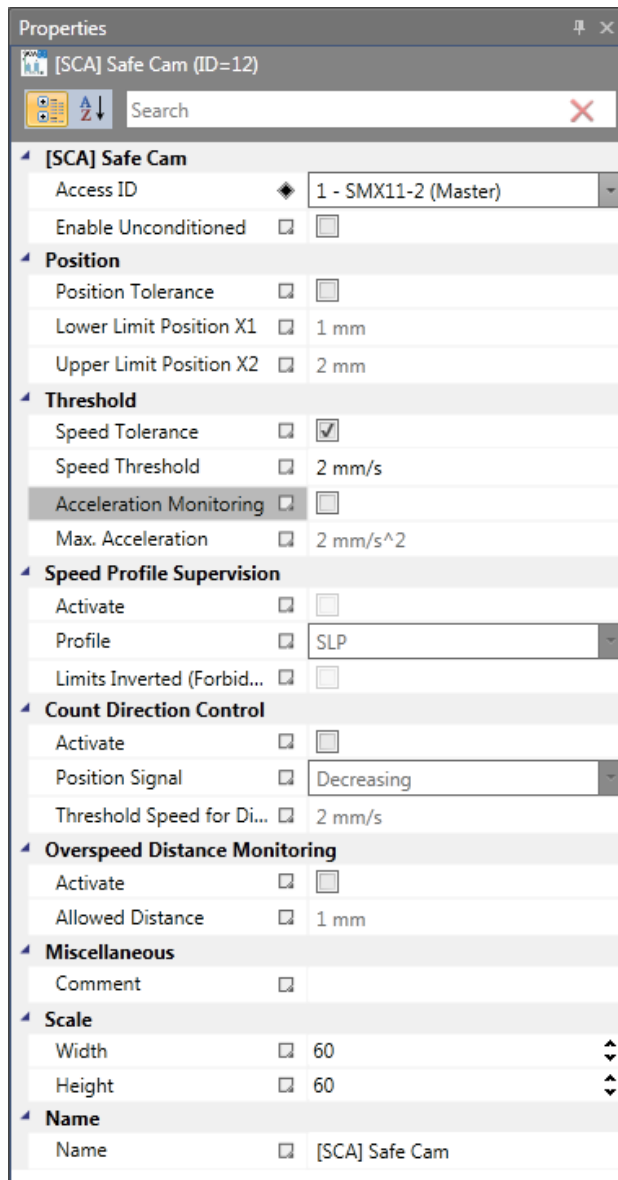 Properties
[SCA] Safe Cam (ID=12)
Search
[SCA] Safe Cam
Access ID 1 - SMX11-2 (Master)
Enable Unconditioned
Position
Position Tolerance
Lower Limit Position X1 1 mm
Upper Limit Position X2 2 mm
Threshold
Speed Tolerance
Speed Threshold 2 mm/s
Acceleration Monitoring
Max. Acceleration 2 mm/s^2
Speed Profile Supervision
Activate
Profile SLP
Limits Inverted (Forbid...
Count Direction Control
Activate
Position Signal Decreasing
Threshold Speed for Di... 2 mm/s
Overspeed Distance Monitoring
Activate
Allowed Distance 1 mm
Miscellaneous
Comment
Scale
Width 60
Height 60
Name
Name [SCA] Safe Cam